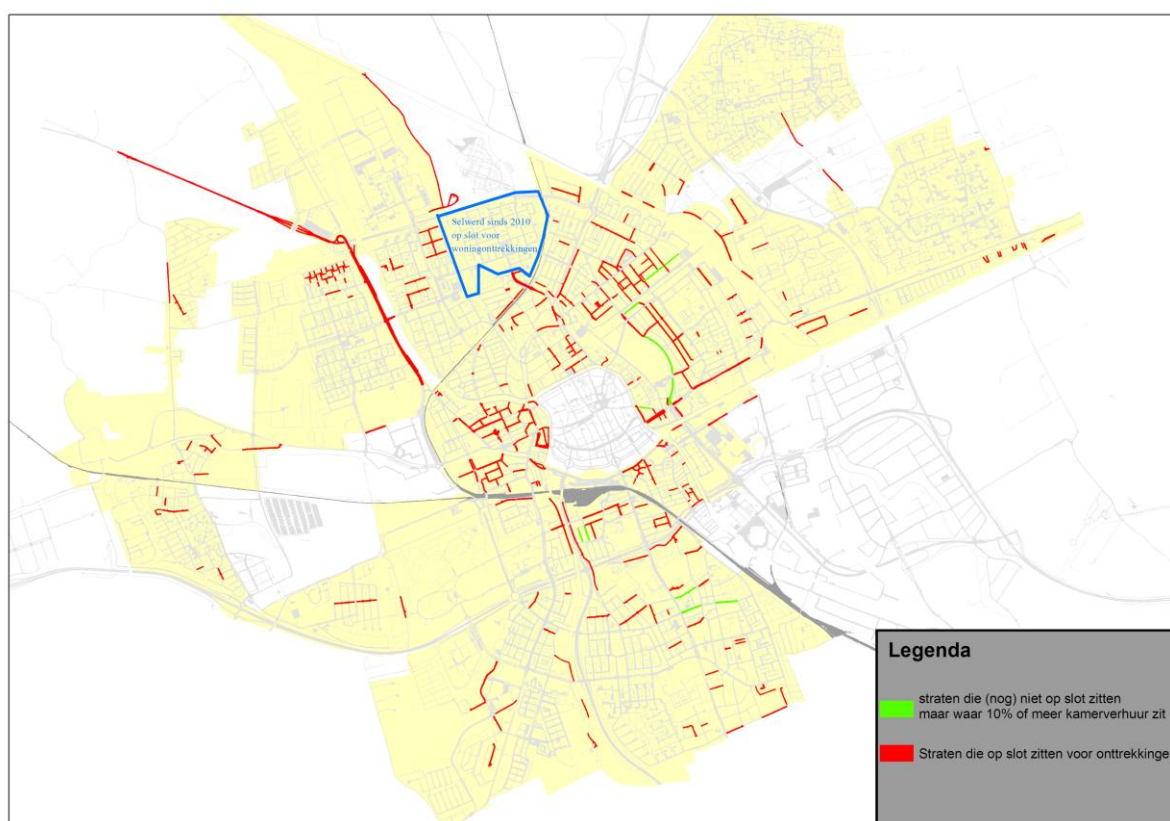 Selwerd sinds 2010
op slot voor
woningonttrekkingen
Legenda
straten die (nog) niet op slot zitten
maar waar 10% of meer kamerverhuur zit
Straten die op slot zitten voor onttrekkinge